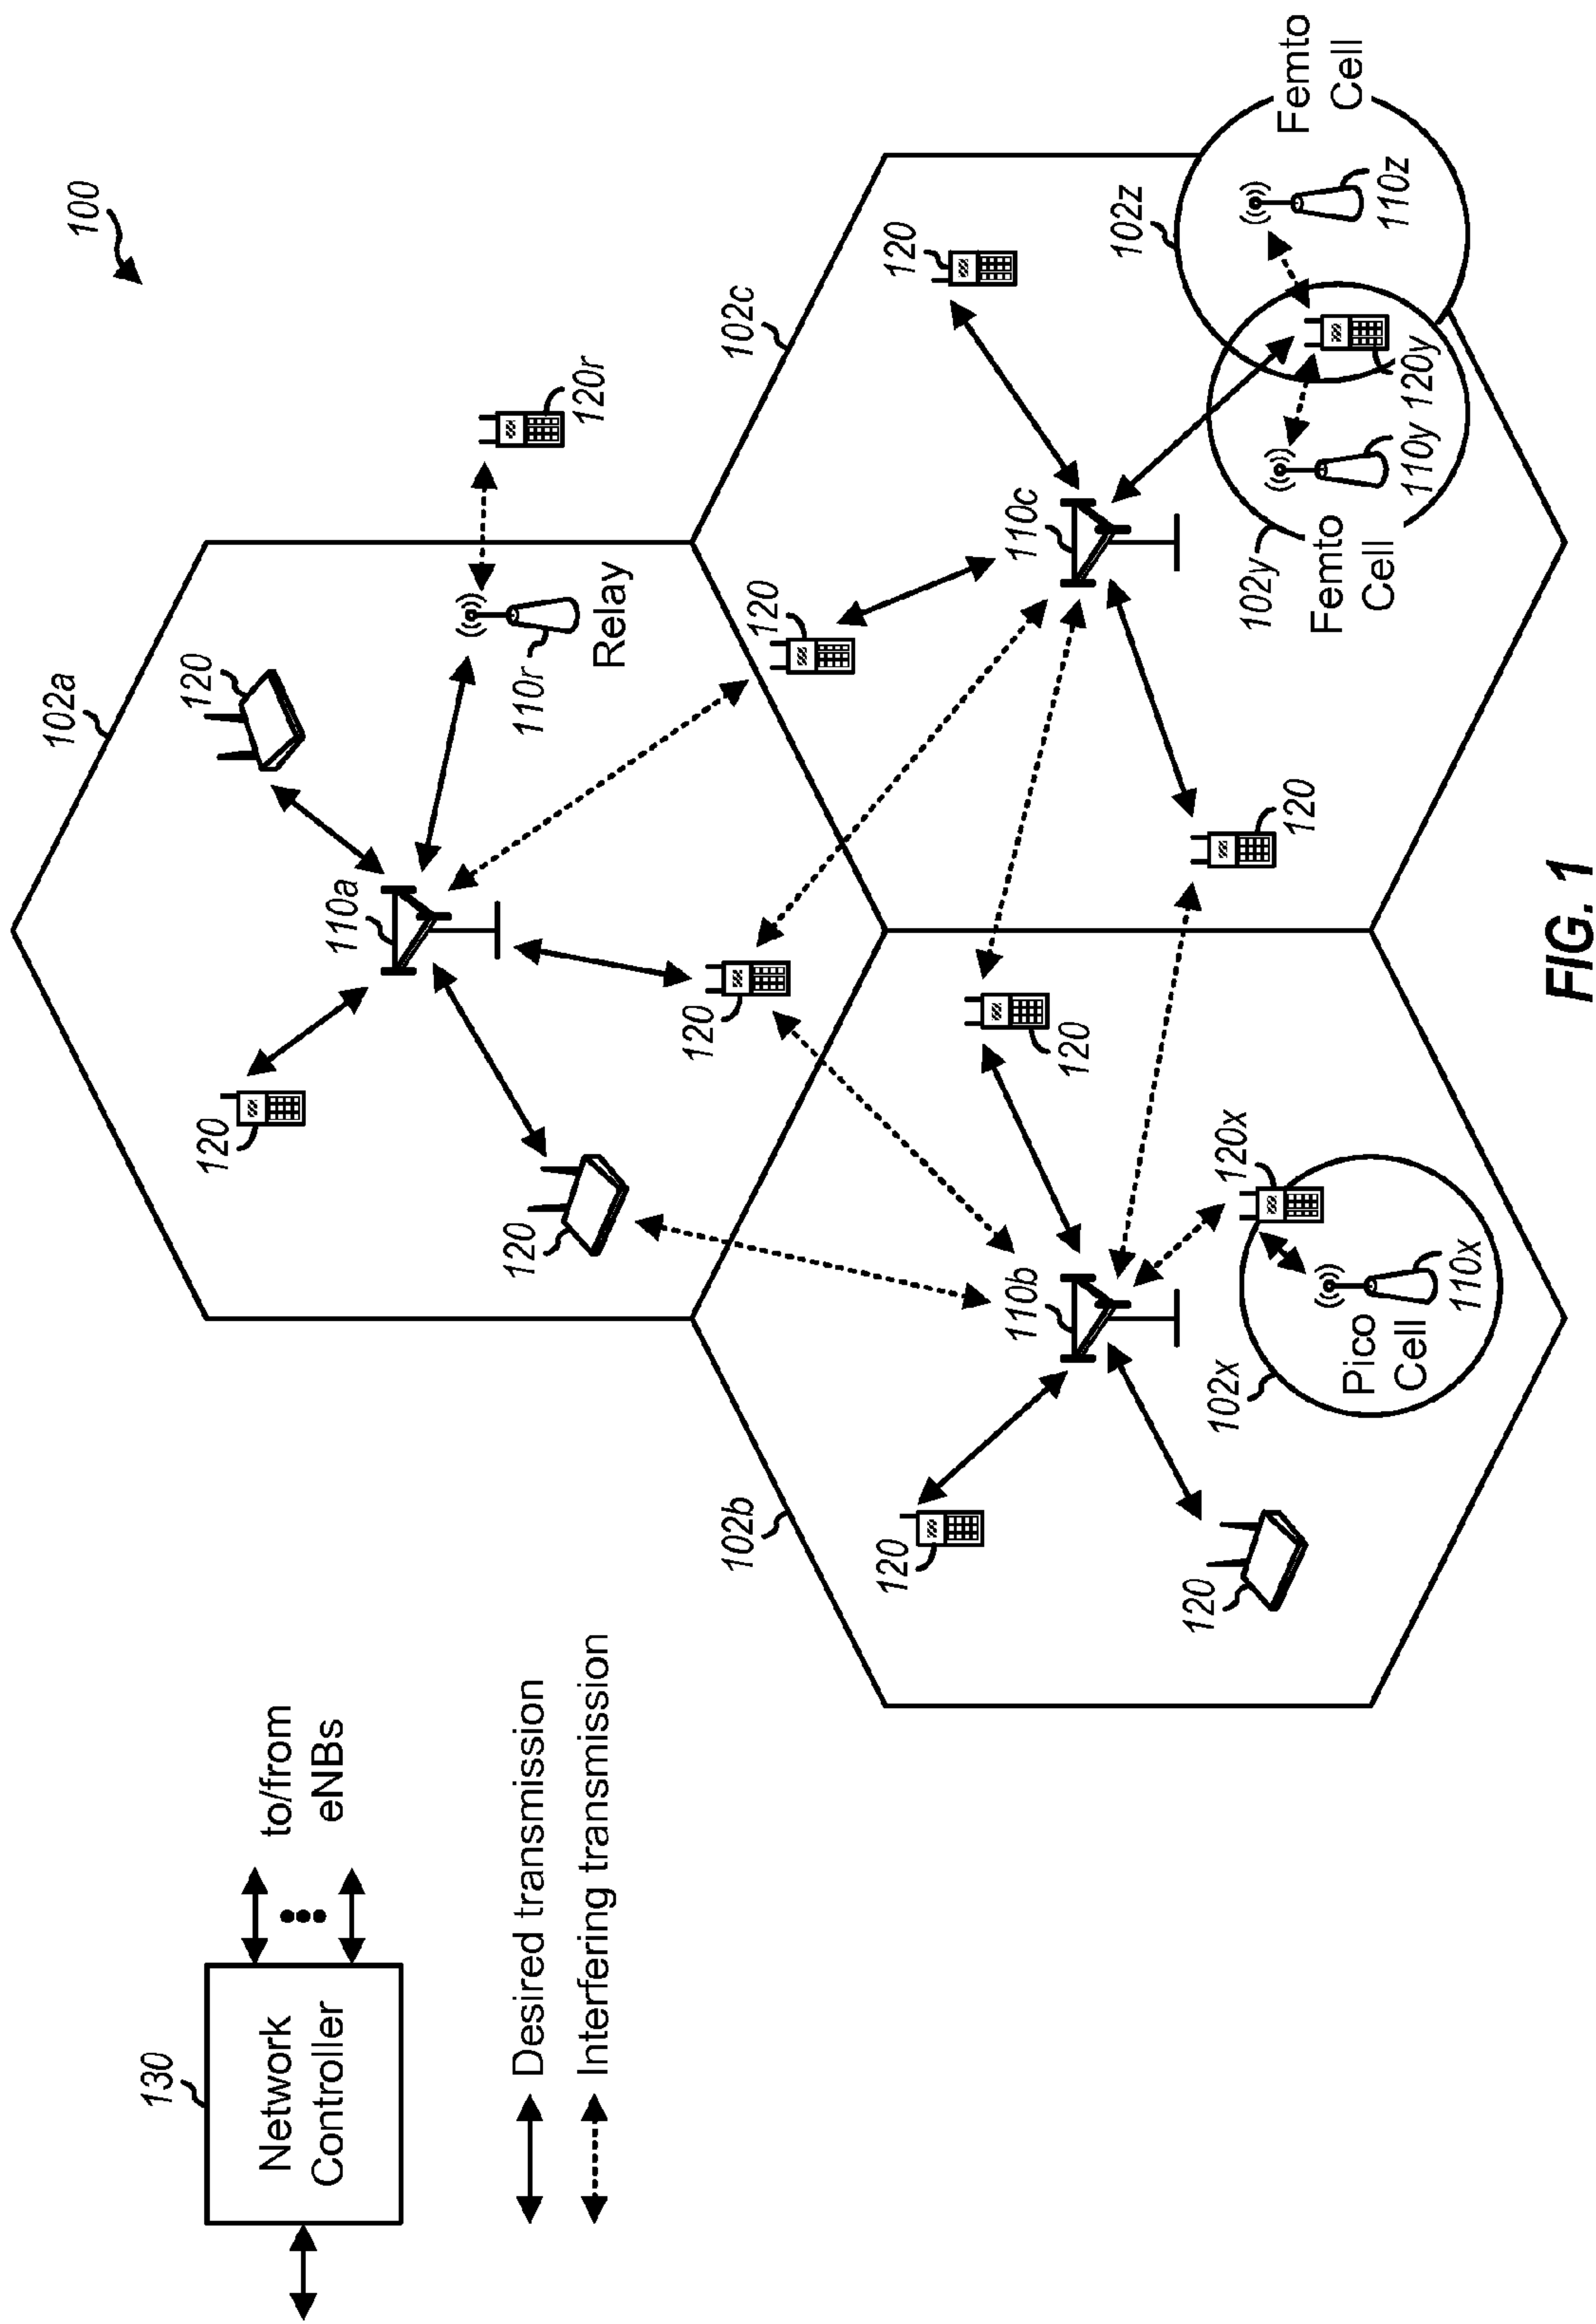 100
130
Network
Controller
to/from
eNBs
Desired transmission
Interfering transmission
102a
120
120
110a
120
110r
Relay
120r
120
120
102b
102c
120
120
110b
120
120
120x
102x
Pico
Cell
110x
110c
120
120
102y
Femto
Cell
110y
120y
102z
110z
Femto
Cell
FIG. 1